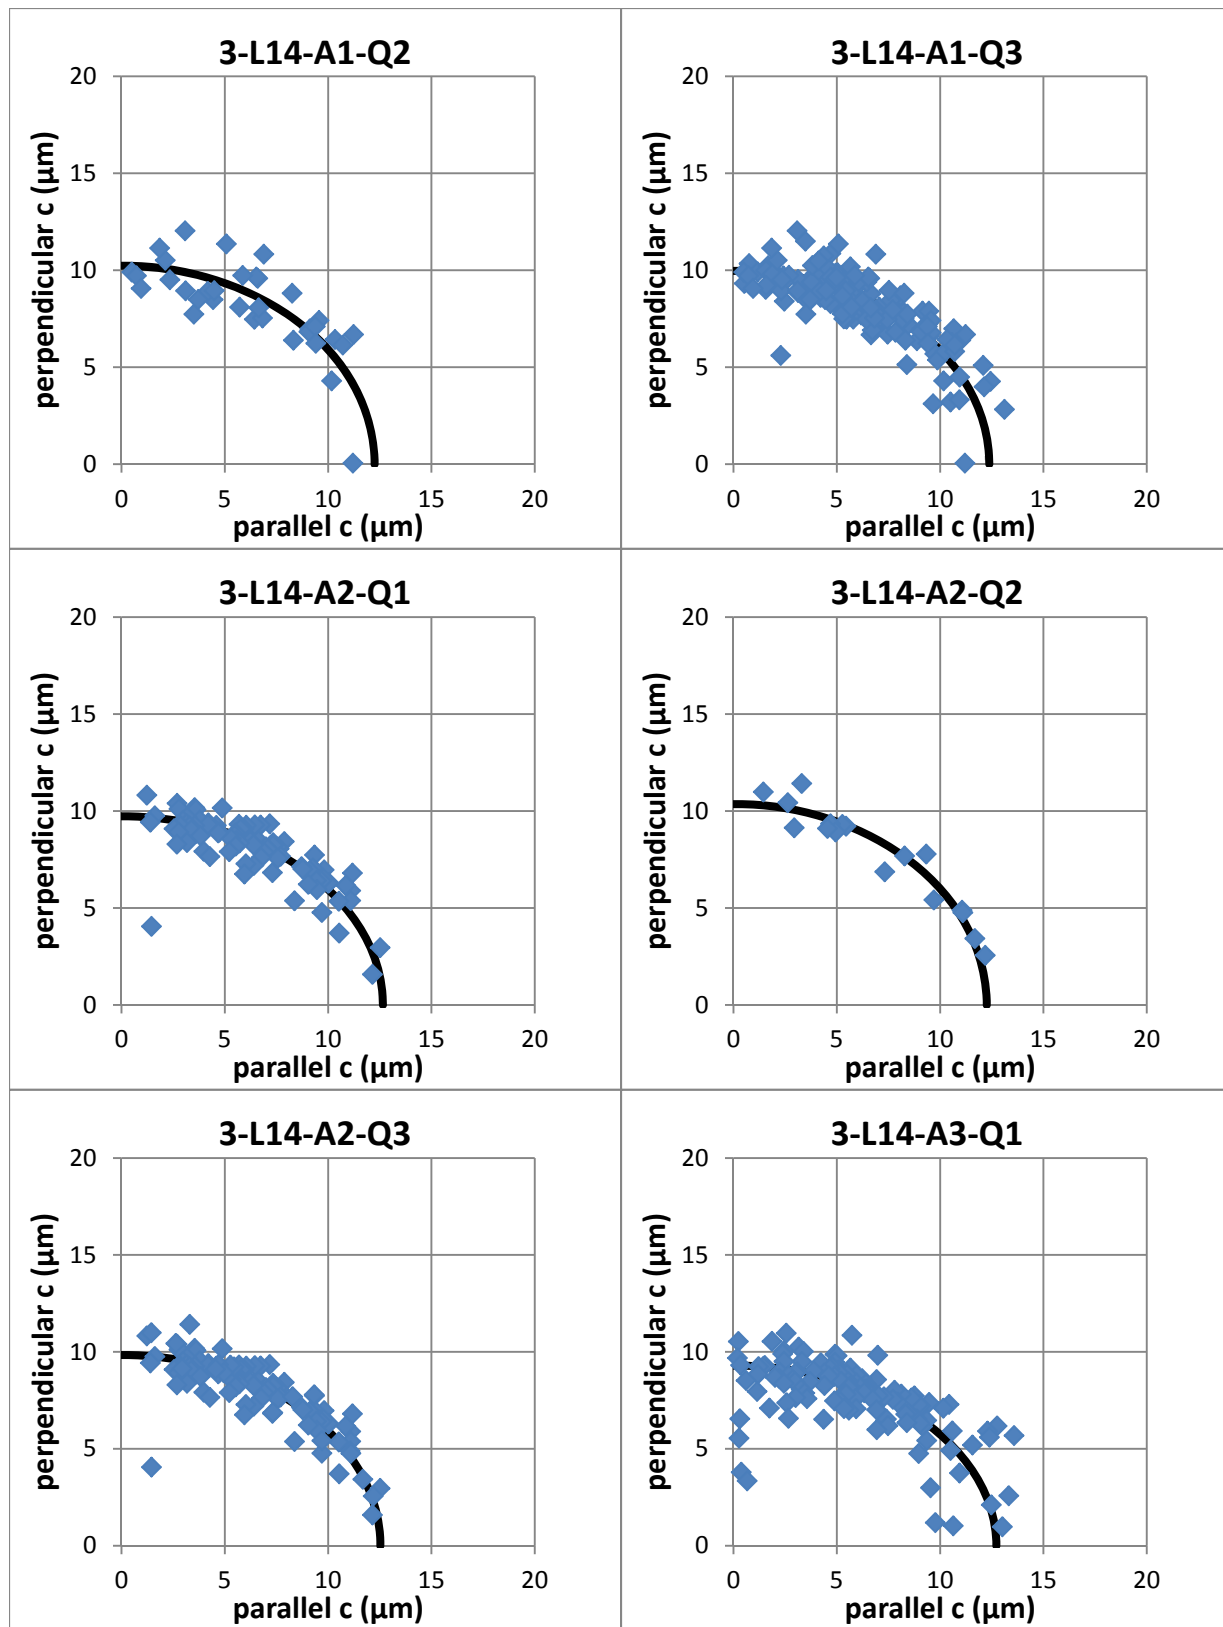 3-L14-A1-Q2
20
15
10
5
0
0 5 10 15 20
perpendicular c (µm)
parallel c (µm)
3-L14-A1-Q3
20
15
10
5
0
0 5 10 15 20
perpendicular c (µm)
parallel c (µm)
3-L14-A2-Q1
20
15
10
5
0
0 5 10 15 20
perpendicular c (µm)
parallel c (µm)
3-L14-A2-Q2
20
15
10
5
0
0 5 10 15 20
perpendicular c (µm)
parallel c (µm)
3-L14-A2-Q3
20
15
10
5
0
0 5 10 15 20
perpendicular c (µm)
parallel c (µm)
3-L14-A3-Q1
20
15
10
5
0
0 5 10 15 20
perpendicular c (µm)
parallel c (µm)